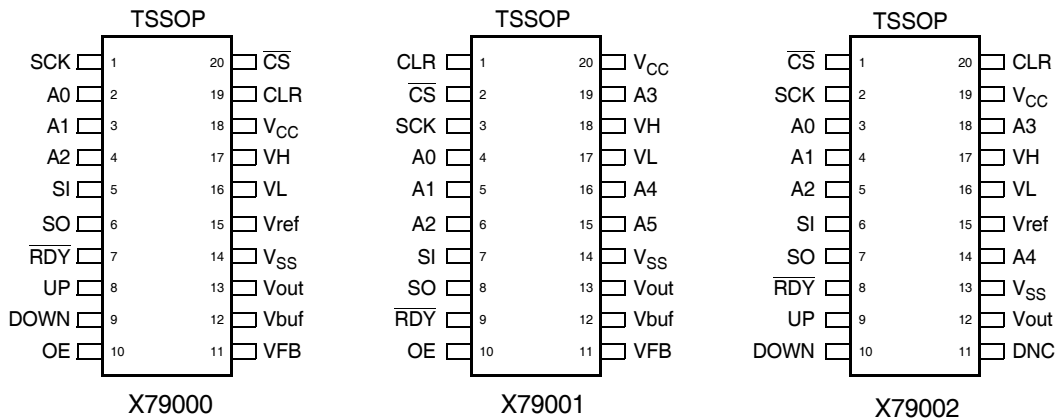 TSSOP
SCK 1 20 CS
A0 2 19 CLR
A1 3 18 VCC
A2 4 17 VH
SI 5 16 VL
SO 6 15 Vref
RDY 7 14 VSS
UP 8 13 Vout
DOWN 9 12 Vbuf
OE 10 11 VFB
X79000
TSSOP
CLR 1 20 VCC
CS 2 19 A3
SCK 3 18 VH
A0 4 17 VL
A1 5 16 A4
A2 6 15 A5
SI 7 14 VSS
SO 8 13 Vout
RDY 9 12 Vbuf
OE 10 11 VFB
X79001
TSSOP
CS 1 20 CLR
SCK 2 19 VCC
A0 3 18 A3
A1 4 17 VH
A2 5 16 VL
SI 6 15 Vref
SO 7 14 A4
RDY 8 13 VSS
UP 9 12 Vout
DOWN 10 11 DNC
X79002